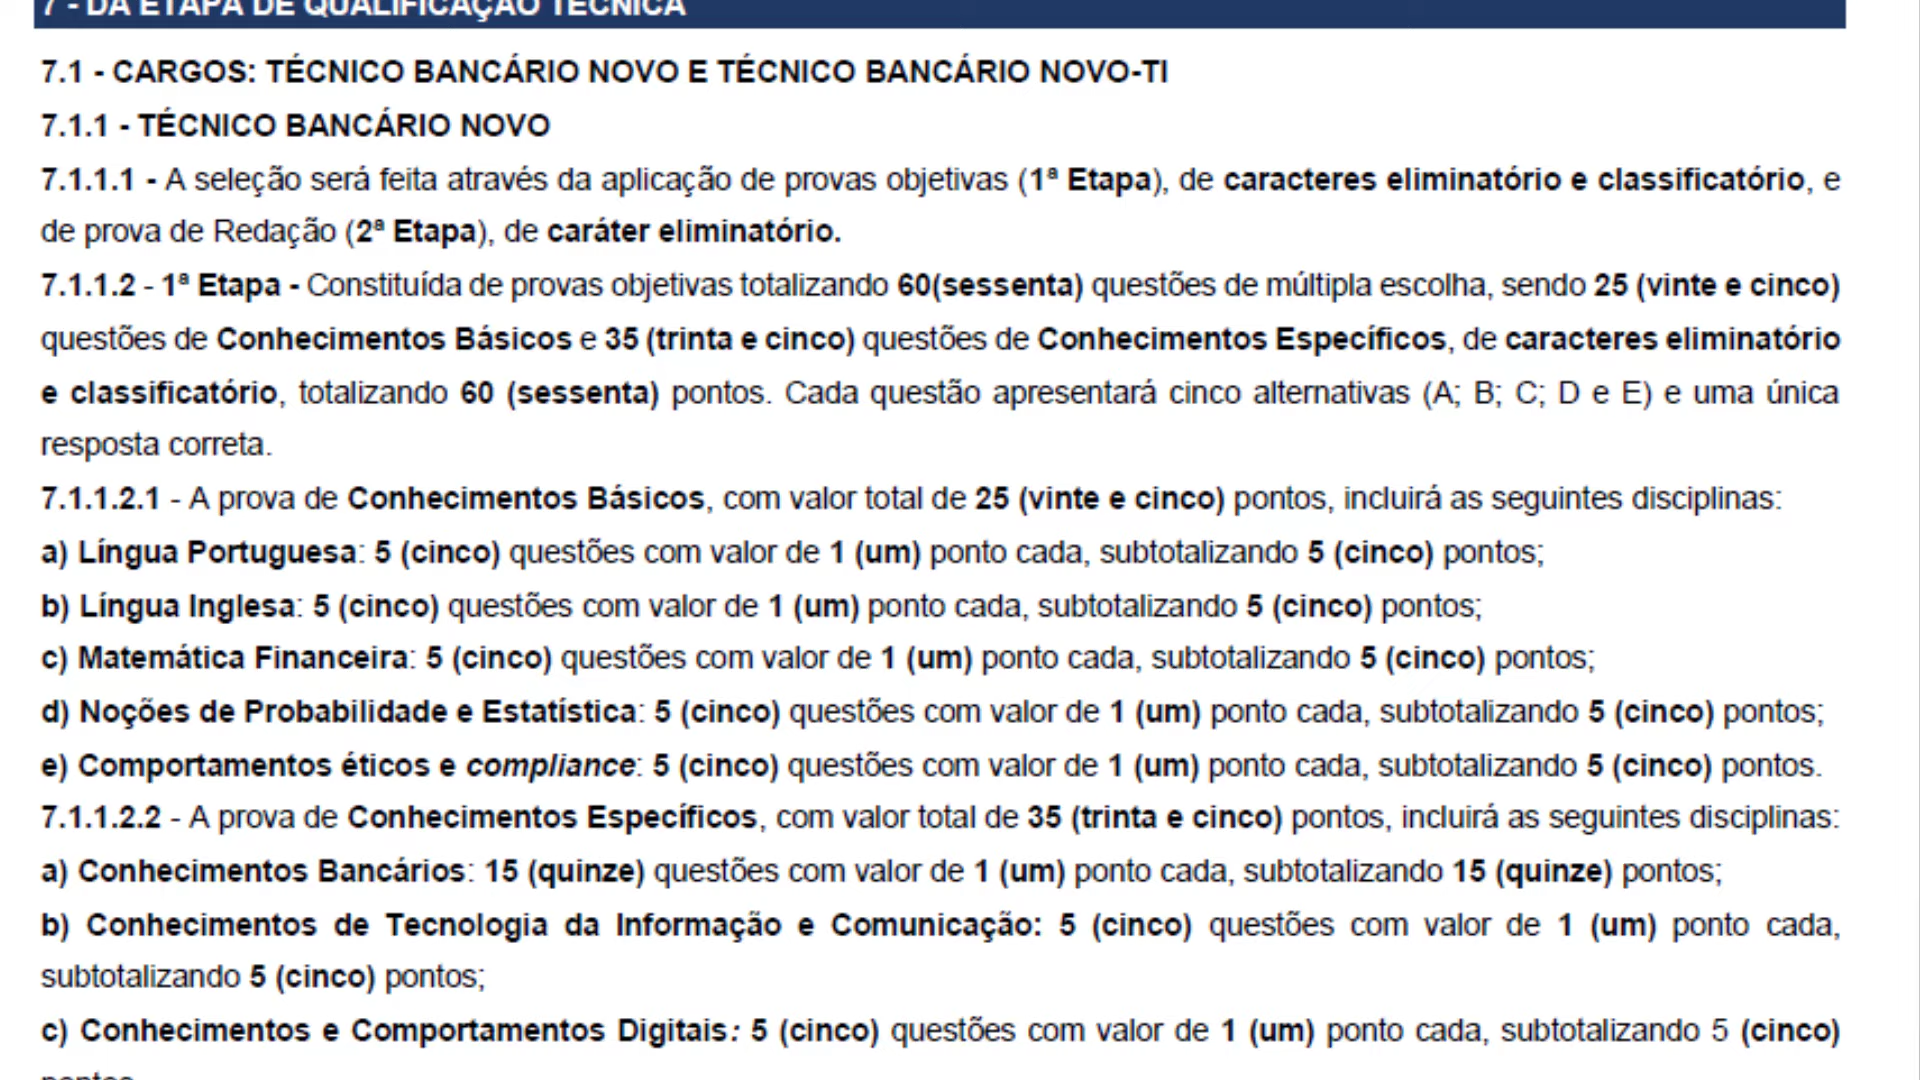 7 - DA ETAPA DE QUALIFICAÇÃO TÉCNICA
7.1 - CARGOS: TÉCNICO BANCÁRIO NOVO E TÉCNICO BANCÁRIO NOVO-TI
7.1.1 - TÉCNICO BANCÁRIO NOVO
7.1.1.1 - A seleção será feita através da aplicação de provas objetivas (1ª Etapa), de caracteres eliminatório e classificatório, e
de prova de Redação (2ª Etapa), de caráter eliminatório.
7.1.1.2 - 1ª Etapa - Constituída de provas objetivas totalizando 60(sessenta) questões de múltipla escolha, sendo 25 (vinte e cinco)
questões de Conhecimentos Básicos e 35 (trinta e cinco) questões de Conhecimentos Específicos, de caracteres eliminatório
e classificatório, totalizando 60 (sessenta) pontos. Cada questão apresentará cinco alternativas (A; B; C; D e E) e uma única
resposta correta.
7.1.1.2.1 - A prova de Conhecimentos Básicos, com valor total de 25 (vinte e cinco) pontos, incluirá as seguintes disciplinas:
a) Língua Portuguesa: 5 (cinco) questões com valor de 1 (um) ponto cada, subtotalizando 5 (cinco) pontos;
b) Língua Inglesa: 5 (cinco) questões com valor de 1 (um) ponto cada, subtotalizando 5 (cinco) pontos;
c) Matemática Financeira: 5 (cinco) questões com valor de 1 (um) ponto cada, subtotalizando 5 (cinco) pontos;
d) Noções de Probabilidade e Estatística: 5 (cinco) questões com valor de 1 (um) ponto cada, subtotalizando 5 (cinco) pontos;
e) Comportamentos éticos e compliance: 5 (cinco) questões com valor de 1 (um) ponto cada, subtotalizando 5 (cinco) pontos.
7.1.1.2.2 - A prova de Conhecimentos Específicos, com valor total de 35 (trinta e cinco) pontos, incluirá as seguintes disciplinas:
a) Conhecimentos Bancários: 15 (quinze) questões com valor de 1 (um) ponto cada, subtotalizando 15 (quinze) pontos;
b) Conhecimentos de Tecnologia da Informação e Comunicação: 5 (cinco) questões com valor de 1 (um) ponto cada,
subtotalizando 5 (cinco) pontos;
c) Conhecimentos e Comportamentos Digitais: 5 (cinco) questões com valor de 1 (um) ponto cada, subtotalizando 5 (cinco)